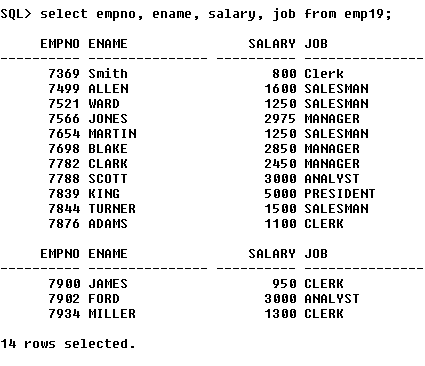 SQL> select empno, ename, salary, job from emp19;
EMPNO ENAME SALARY JOB
---------- -------------------- ---------- --------------------
7369 Smith 800 Clerk
7499 ALLEN 1600 SALESMAN
7521 WARD 1250 SALESMAN
7566 JONES 2975 MANAGER
7654 MARTIN 1250 SALESMAN
7698 BLAKE 2850 MANAGER
7782 CLARK 2450 MANAGER
7788 SCOTT 3000 ANALYST
7839 KING 5000 PRESIDENT
7844 TURNER 1500 SALESMAN
7876 ADAMS 1100 CLERK
EMPNO ENAME SALARY JOB
---------- -------------------- ---------- --------------------
7900 JAMES 950 CLERK
7902 FORD 3000 ANALYST
7934 MILLER 1300 CLERK
14 rows selected.